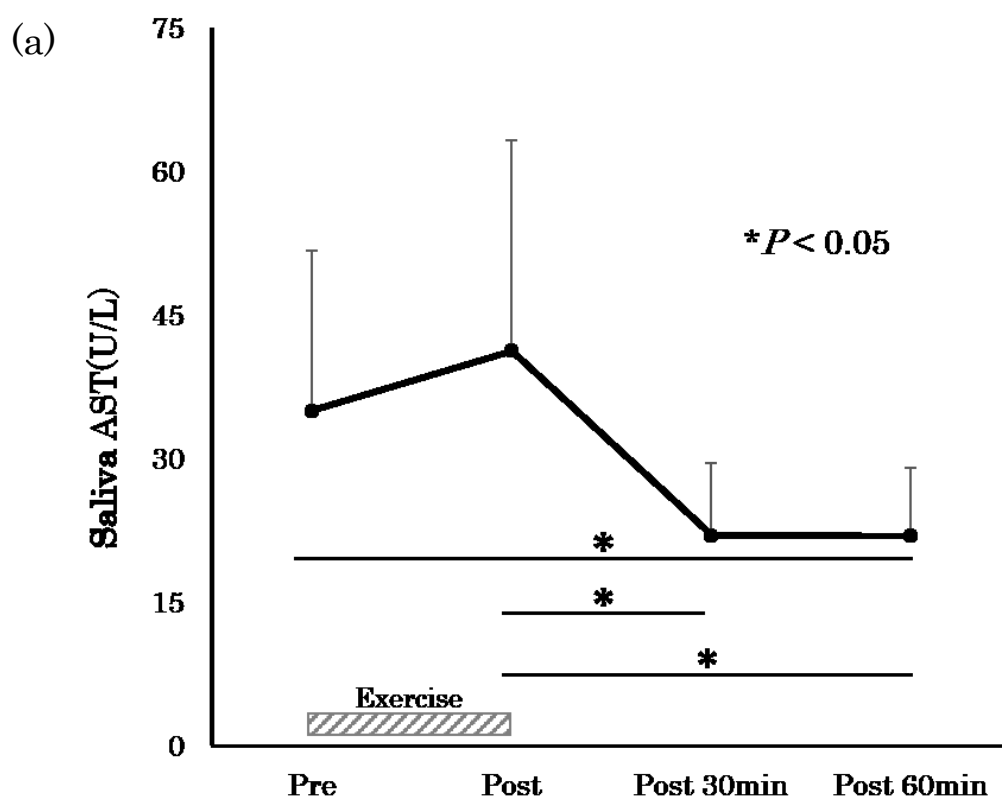 (a)
75
60
45
30
15
0
Saliva AST(U/L)
*P< 0.05
*
*
*
Exercise
Pre Post Post 30min Post 60min